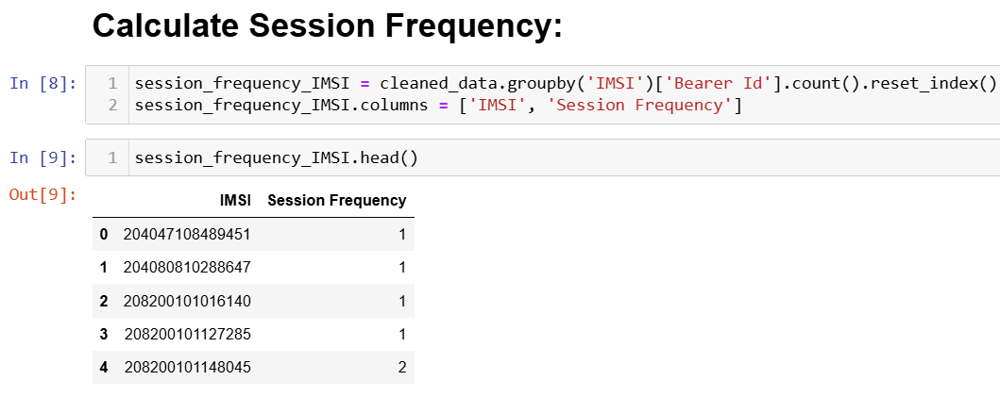 Calculate Session Frequency:
In [8]: 1 session_frequency_IMSI = cleaned_data.groupby('IMSI')['Bearer Id'].count().reset_index()
2 session_frequency_IMSI.columns = ['IMSI', 'Session Frequency']
In [9]: 1 session_frequency_IMSI.head()
Out[9]:
IMSI Session Frequency
0 204047108489451 1
1 204080810288647 1
2 208200101016140 1
3 208200101127285 1
4 208200101148045 2